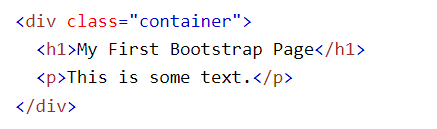 <div class="container">
  <h1>My First Bootstrap Page</h1>
  <p>This is some text.</p>
</div>